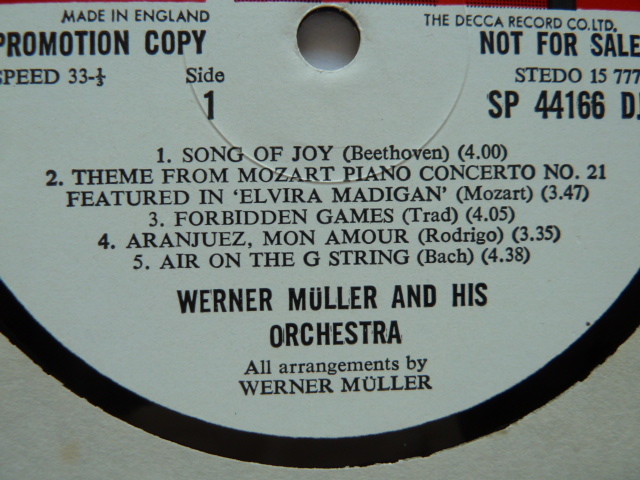 MADE IN ENGLAND THE DECCA RECORD CO. LTD.
PROMOTION COPY NOT FOR SALE
SPEED 33-⅓ Side STEDO 15 777
1 SP 44166 DJ
1. SONG OF JOY (Beethoven) (4.00)
2. THEME FROM MOZART PIANO CONCERTO NO. 21
FEATURED IN 'ELVIRA MADIGAN' (Mozart) (3.47)
3. FORBIDDEN GAMES (Trad) (4.05)
4. ARANJUEZ, MON AMOUR (Rodrigo) (3.35)
5. AIR ON THE G STRING (Bach) (4.38)
WERNER MÜLLER AND HIS
ORCHESTRA
All arrangements by
WERNER MÜLLER